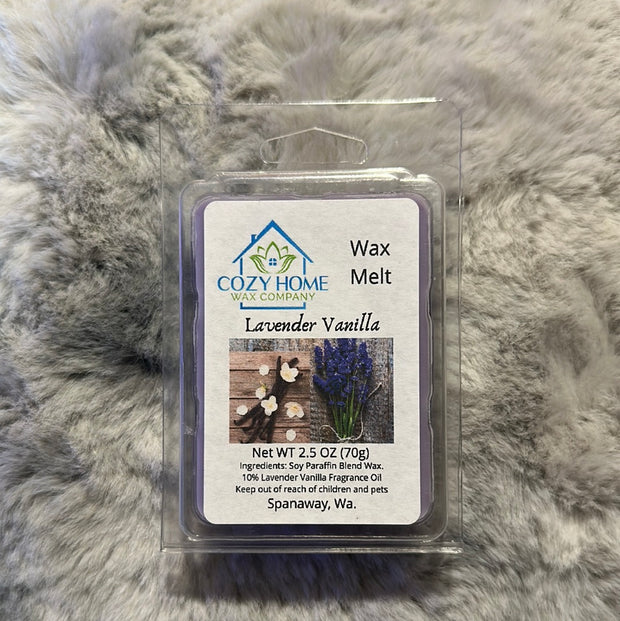 COZY HOME
WAX COMPANY
Wax
Melt
Lavender Vanilla
Net WT 2.5 OZ (70g)
Ingredients: Soy Paraffin Blend Wax.
10% Lavender Vanilla Fragrance Oil
Keep out of reach of children and pets
Spanaway, Wa.